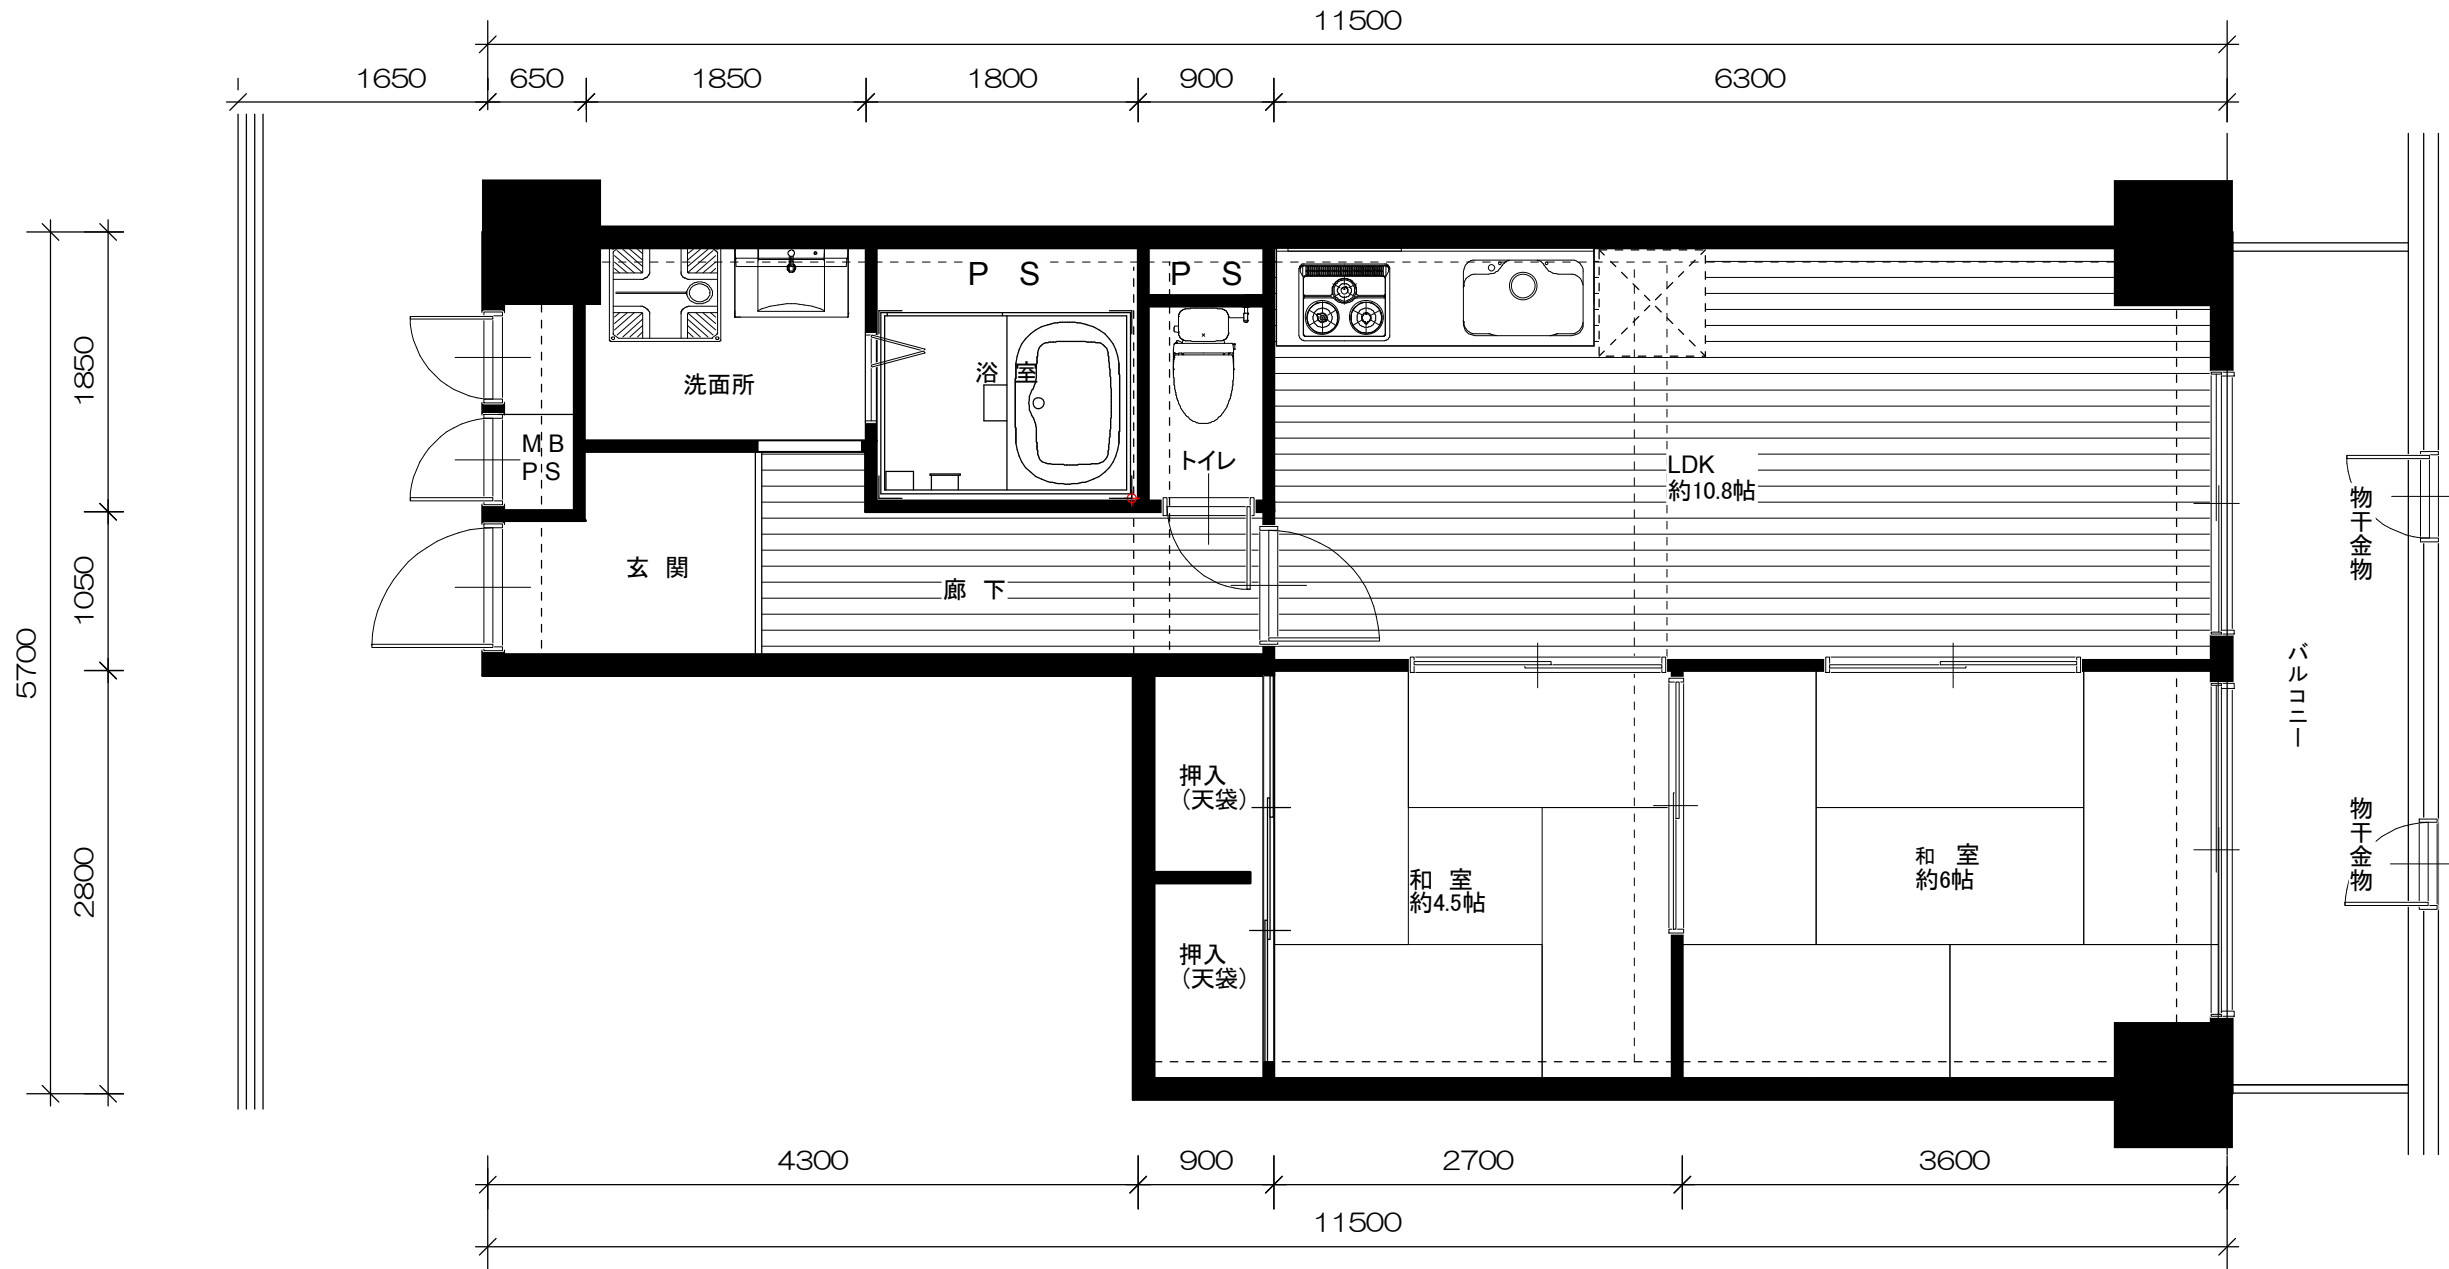 11500
1650 650 1850 1800 900 6300
5700
1850
1050
2800
P S
P S
洗面所
浴 室
トイレ
M B
P S
LDK
約10.8帖
玄 関
廊 下
物干金物
バルコニー
押入
(天袋)
押入
(天袋)
和 室
約4.5帖
和 室
約6帖
物干金物
4300 900 2700 3600
11500